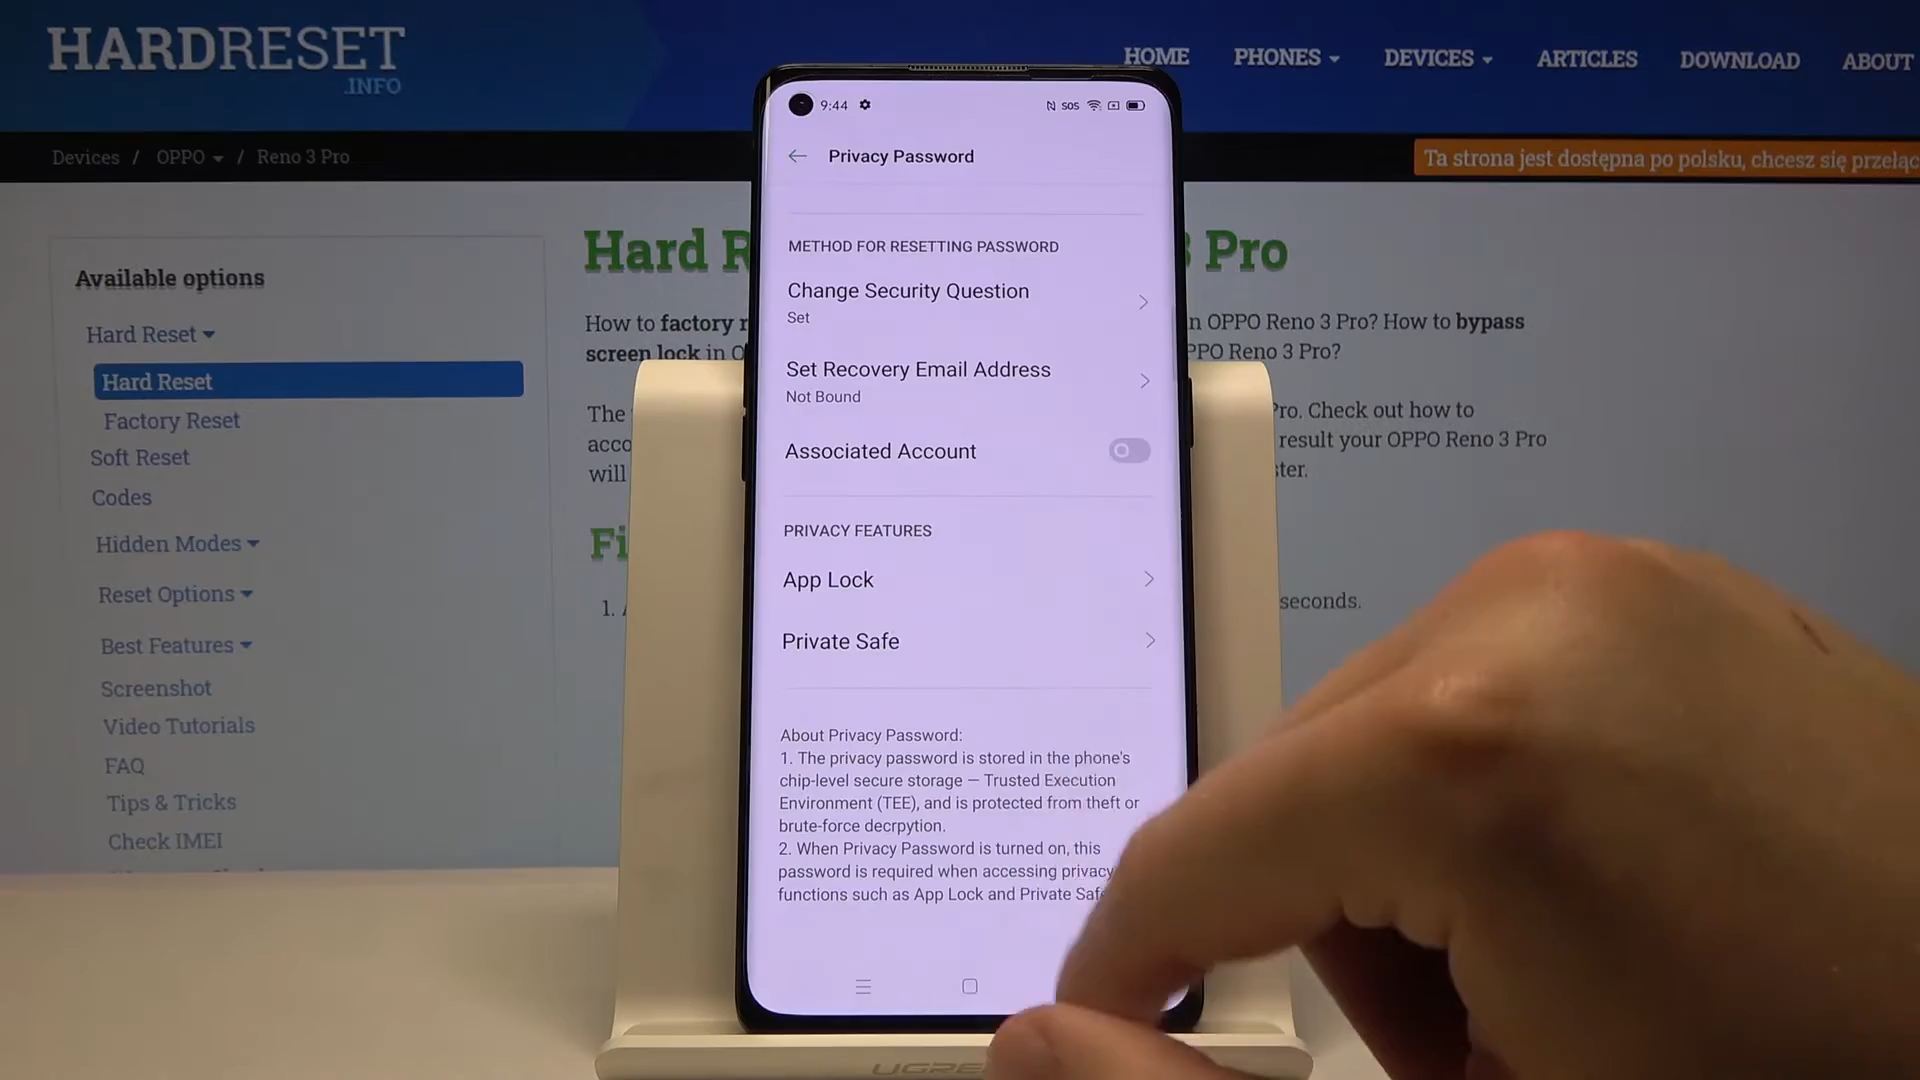 HARDRESET
.INFO
HOME PHONES DEVICES ARTICLES DOWNLOAD ABOUT
Devices / OPPO / Reno 3 Pro
Ta strona jest dostępna po polsku, chcesz się
Available options
Hard Reset
Hard Reset
Factory Reset
Soft Reset
Codes
Hidden Modes
Reset Options
Best Features
Screenshot
Video Tutorials
FAQ
Tips & Tricks
Check IMEI
Hard Pro
How to factory
screen lock in
OPPO Reno 3 Pro? How to bypass
Reno 3 Pro?
The
Check out how to
result your OPPO Reno 3 Pro
will
1.
seconds.
9:44
SOS
Privacy Password
METHOD FOR RESETTING PASSWORD
Change Security Question
Set
Set Recovery Email Address
Not Bound
Associated Account
PRIVACY FEATURES
App Lock
Private Safe
About Privacy Password:
1. The privacy password is stored in the phone's
chip-level secure storage — Trusted Execution
Environment (TEE), and is protected from theft or
brute-force decrpytion.
2. When Privacy Password is turned on, this
password is required when accessing privacy
functions such as App Lock and Private